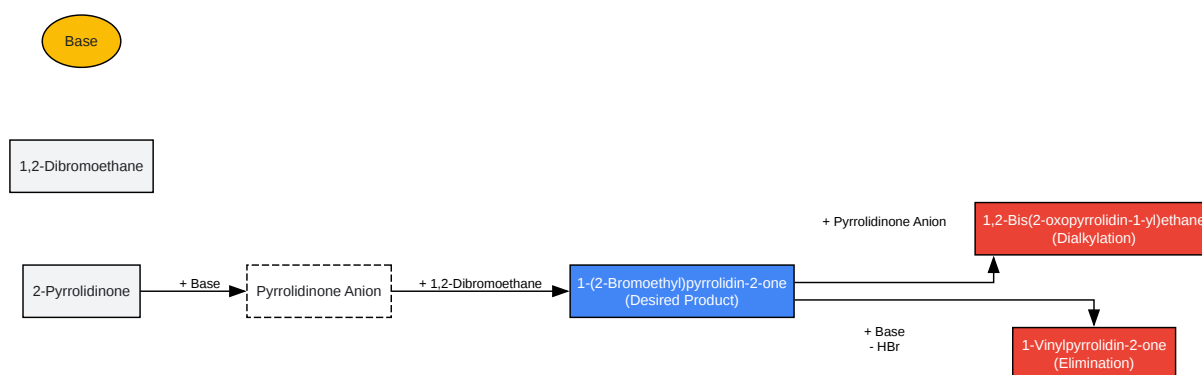 Base
1,2-Dibromoethane
2-Pyrrolidinone
+ Base
Pyrrolidinone Anion
+ 1,2-Dibromoethane
1-(2-Bromoethyl)pyrrolidin-2-one
(Desired Product)
+ Pyrrolidinone Anion
1,2-Bis(2-oxopyrrolidin-1-yl)ethane
(Dialkylation)
+ Base
- HBr
1-Vinylpyrrolidin-2-one
(Elimination)